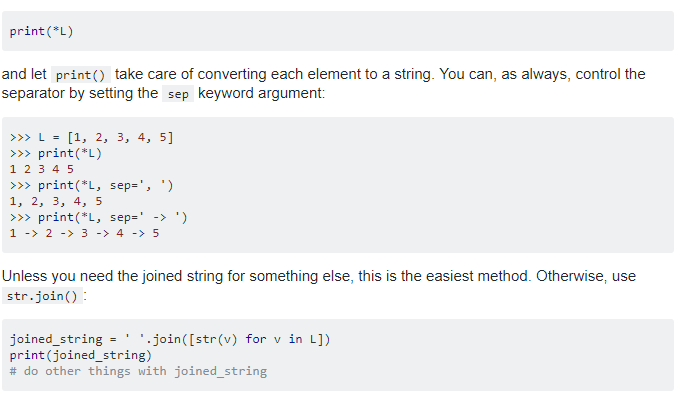 print(*L)
and let print() take care of converting each element to a string. You can, as always, control the
separator by setting the sep keyword argument:
>>> L = [1, 2, 3, 4, 5]
>>> print(*L)
1 2 3 4 5
>>> print(*L, sep=', ')
1, 2, 3, 4, 5
>>> print(*L, sep=' -> ')
1 -> 2 -> 3 -> 4 -> 5
Unless you need the joined string for something else, this is the easiest method. Otherwise, use
str.join() :
joined_string = ' '.join([str(v) for v in L])
print(joined_string)
# do other things with joined_string